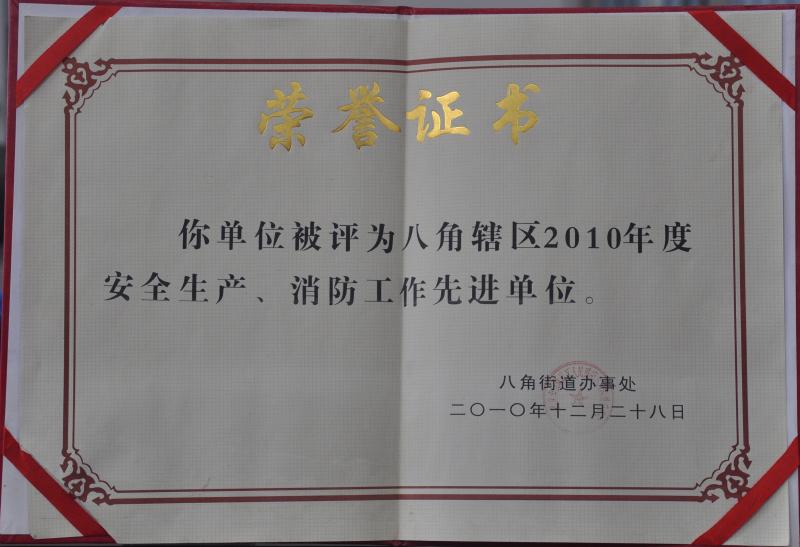 荣誉证书
你单位被评为八角辖区2010年度
安全生产、消防工作先进单位。
八角街道办事处
二〇一〇年十二月二十八日